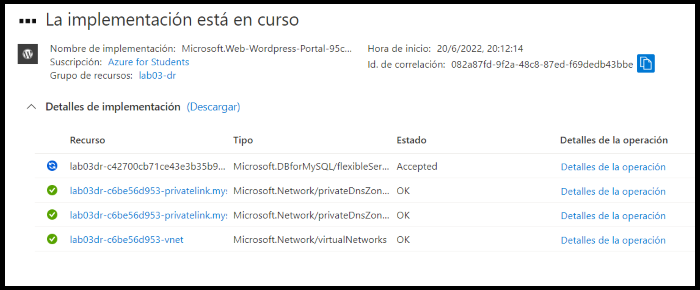 La implementación está en curso
Nombre de implementación: Microsoft.Web-Wordpress-Portal-95c... Hora de inicio: 20/6/2022, 20:12:14
Suscripción: Azure for Students Id. de correlación: 082a87fd-9f2a-48c8-87ed-f69dedb43bbe
Grupo de recursos: lab03-dr
Detalles de implementación (Descargar)
Recurso Tipo Estado Detalles de la operación
lab03dr-c42700cb71ce43e3b35b9... Microsoft.DBforMySQL/flexibleSer... Accepted Detalles de la operación
lab03dr-c6be56d953-privatelink.mys Microsoft.Network/privateDnsZon... OK Detalles de la operación
lab03dr-c6be56d953-privatelink.mys Microsoft.Network/privateDnsZon... OK Detalles de la operación
lab03dr-c6be56d953-vnet Microsoft.Network/virtualNetworks OK Detalles de la operación